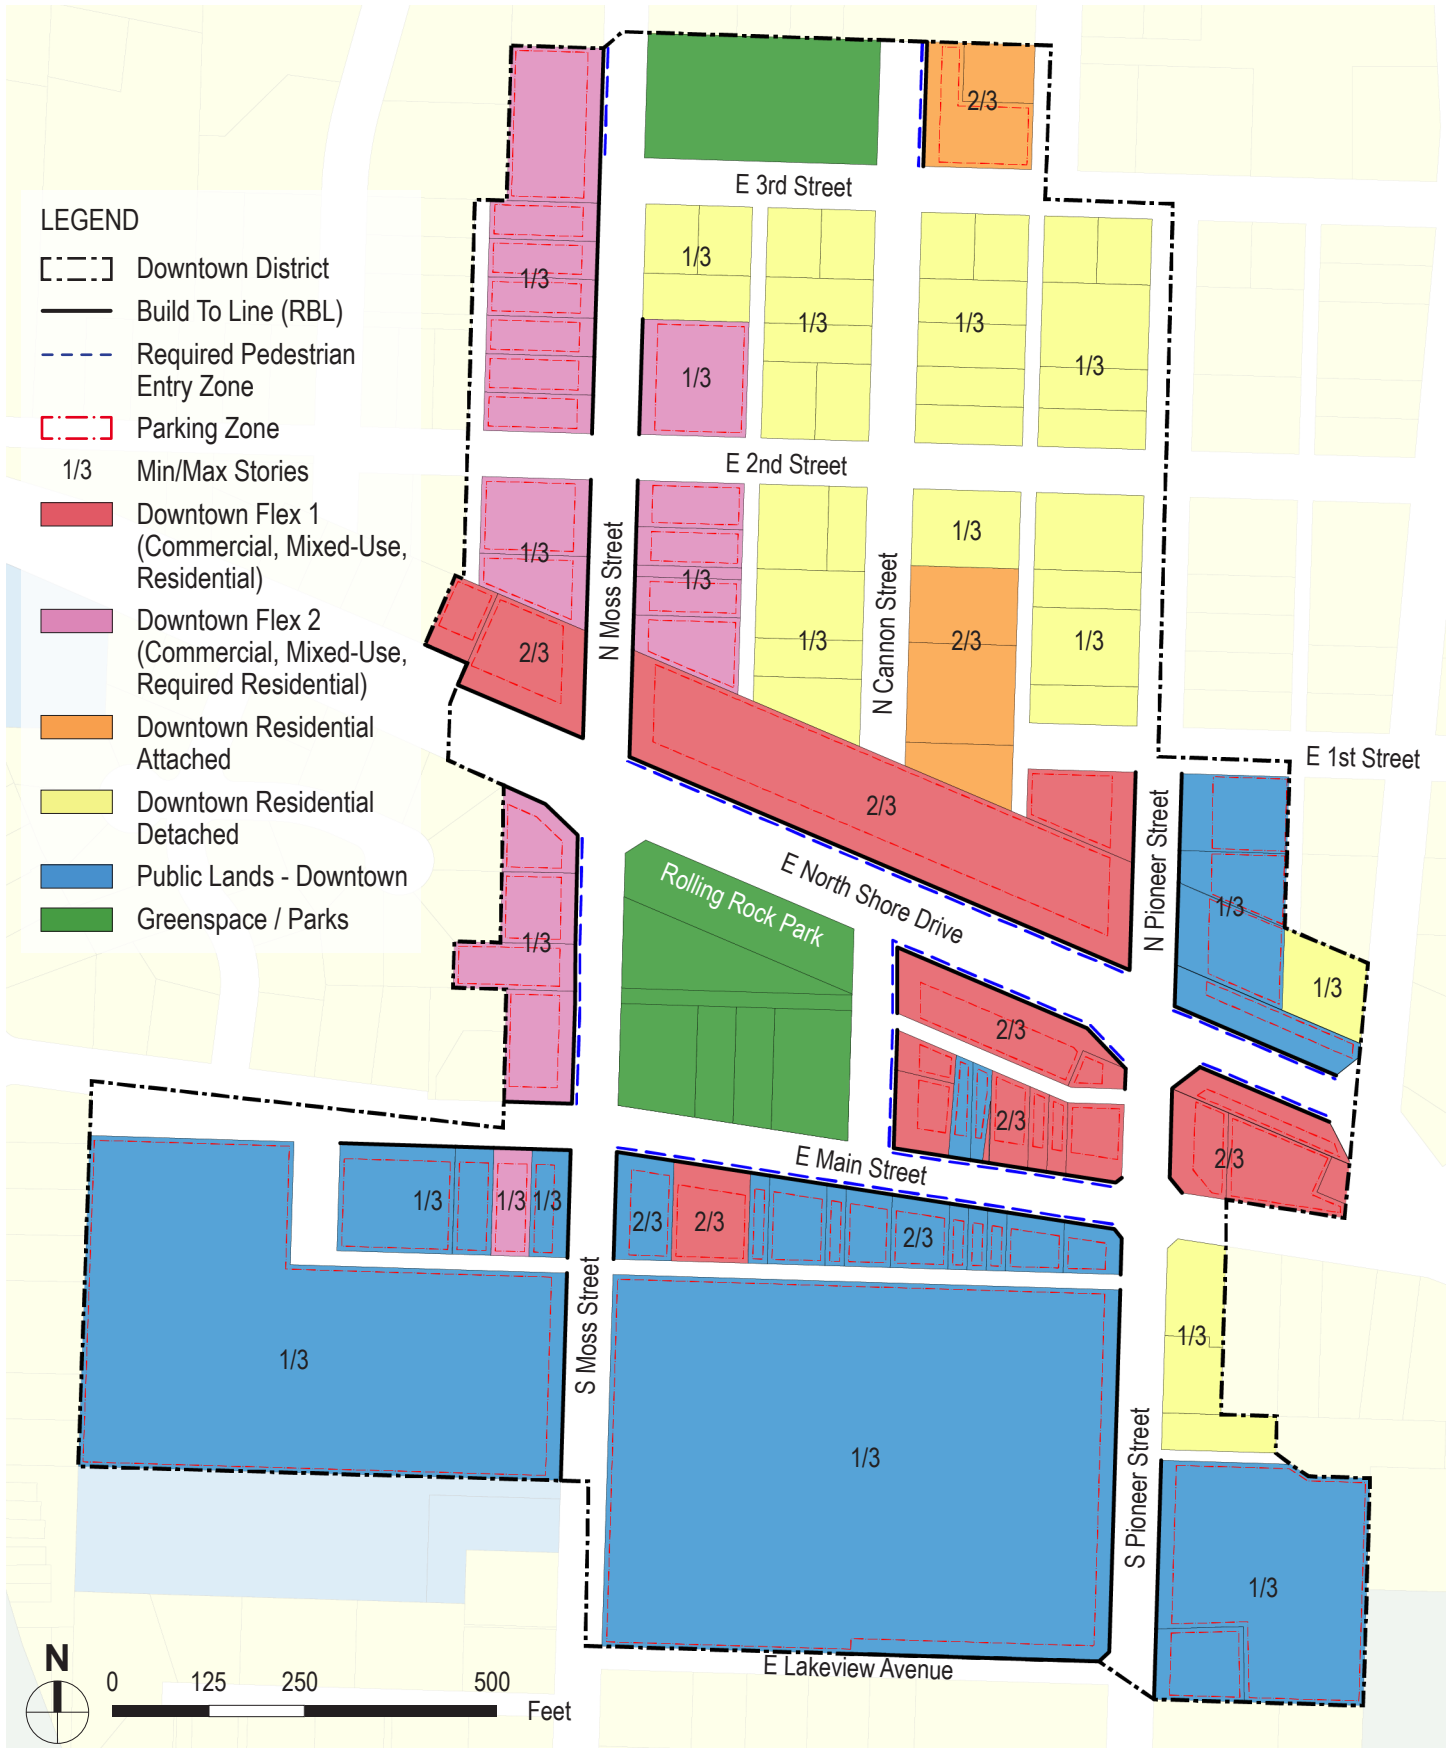 LEGEND
Downtown District
Build To Line (RBL)
Required Pedestrian
Entry Zone
Parking Zone
1/3 Min/Max Stories
Downtown Flex 1
(Commercial, Mixed-Use,
Residential)
Downtown Flex 2
(Commercial, Mixed-Use,
Required Residential)
Downtown Residential
Attached
Downtown Residential
Detached
Public Lands - Downtown
Greenspace / Parks
2/3
E 3rd Street
1/3
1/3
1/3
1/3
1/3
1/3
E 2nd Street
1/3
1/3
1/3
1/3
2/3
1/3
N Moss Street
N Cannon Street
2/3
2/3
E 1st Street
N Pioneer Street
E North Shore Drive
Rolling Rock Park
1/3
1/3
1/3
2/3
2/3
2/3
E Main Street
1/3
1/3
1/3
2/3
2/3
2/3
S Moss Street
1/3
1/3
1/3
S Pioneer Street
1/3
E Lakeview Avenue
N
0 125 250 500
Feet